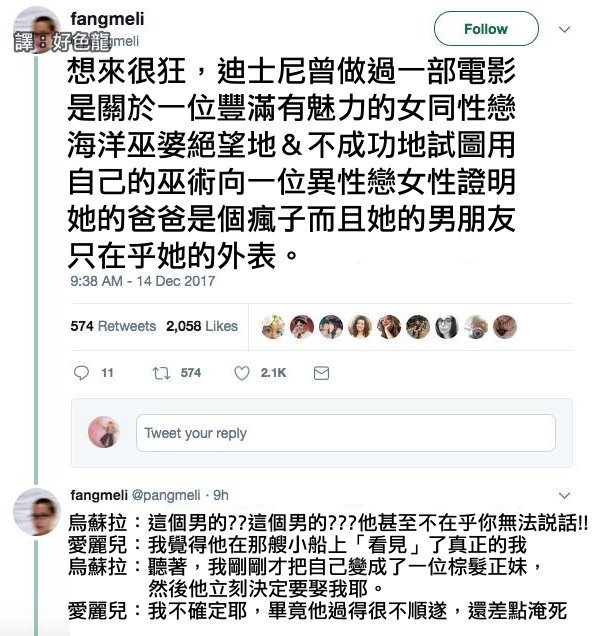 fangmeli
譯：好色龍
ngmeli
Follow
想來很狂，迪士尼曾做過一部電影
是關於一位豐滿有魅力的女同性戀
海洋巫婆絕望地＆不成功地試圖用
自己的巫術向一位異性戀女性證明
她的爸爸是個瘋子而且她的男朋友
只在乎她的外表。
9:38 AM - 14 Dec 2017
574 Retweets 2,058 Likes
11 574 2.1K
Tweet your reply
fangmeli @pangmeli · 9h
烏蘇拉：這個男的??這個男的???他甚至不在乎你無法説話!!
愛麗兒：我覺得他在那艘小船上「看見」了真正的我
烏蘇拉：聽著，我剛剛才把自己變成了一位棕髮正妹，
然後他立刻決定要娶我耶。
愛麗兒：我不確定耶，畢竟他過得很不順遂，還差點淹死